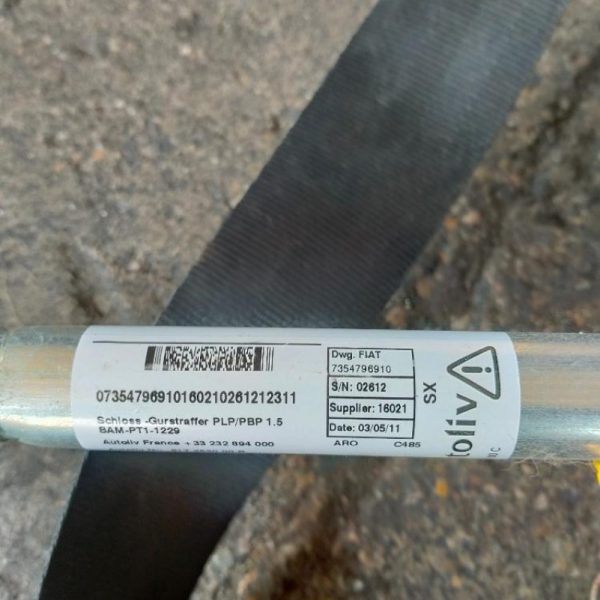 07354796910160210261212311
Schloss -Gurstraffer PLP/PBP 1.5
BAM-PT1-1229
Autoliv France +33 232 894 000
Dwg. FIAT
7354796910
S/N: 02612
Supplier: 16021
Date: 03/05/11
ARO C485
SX
toliv